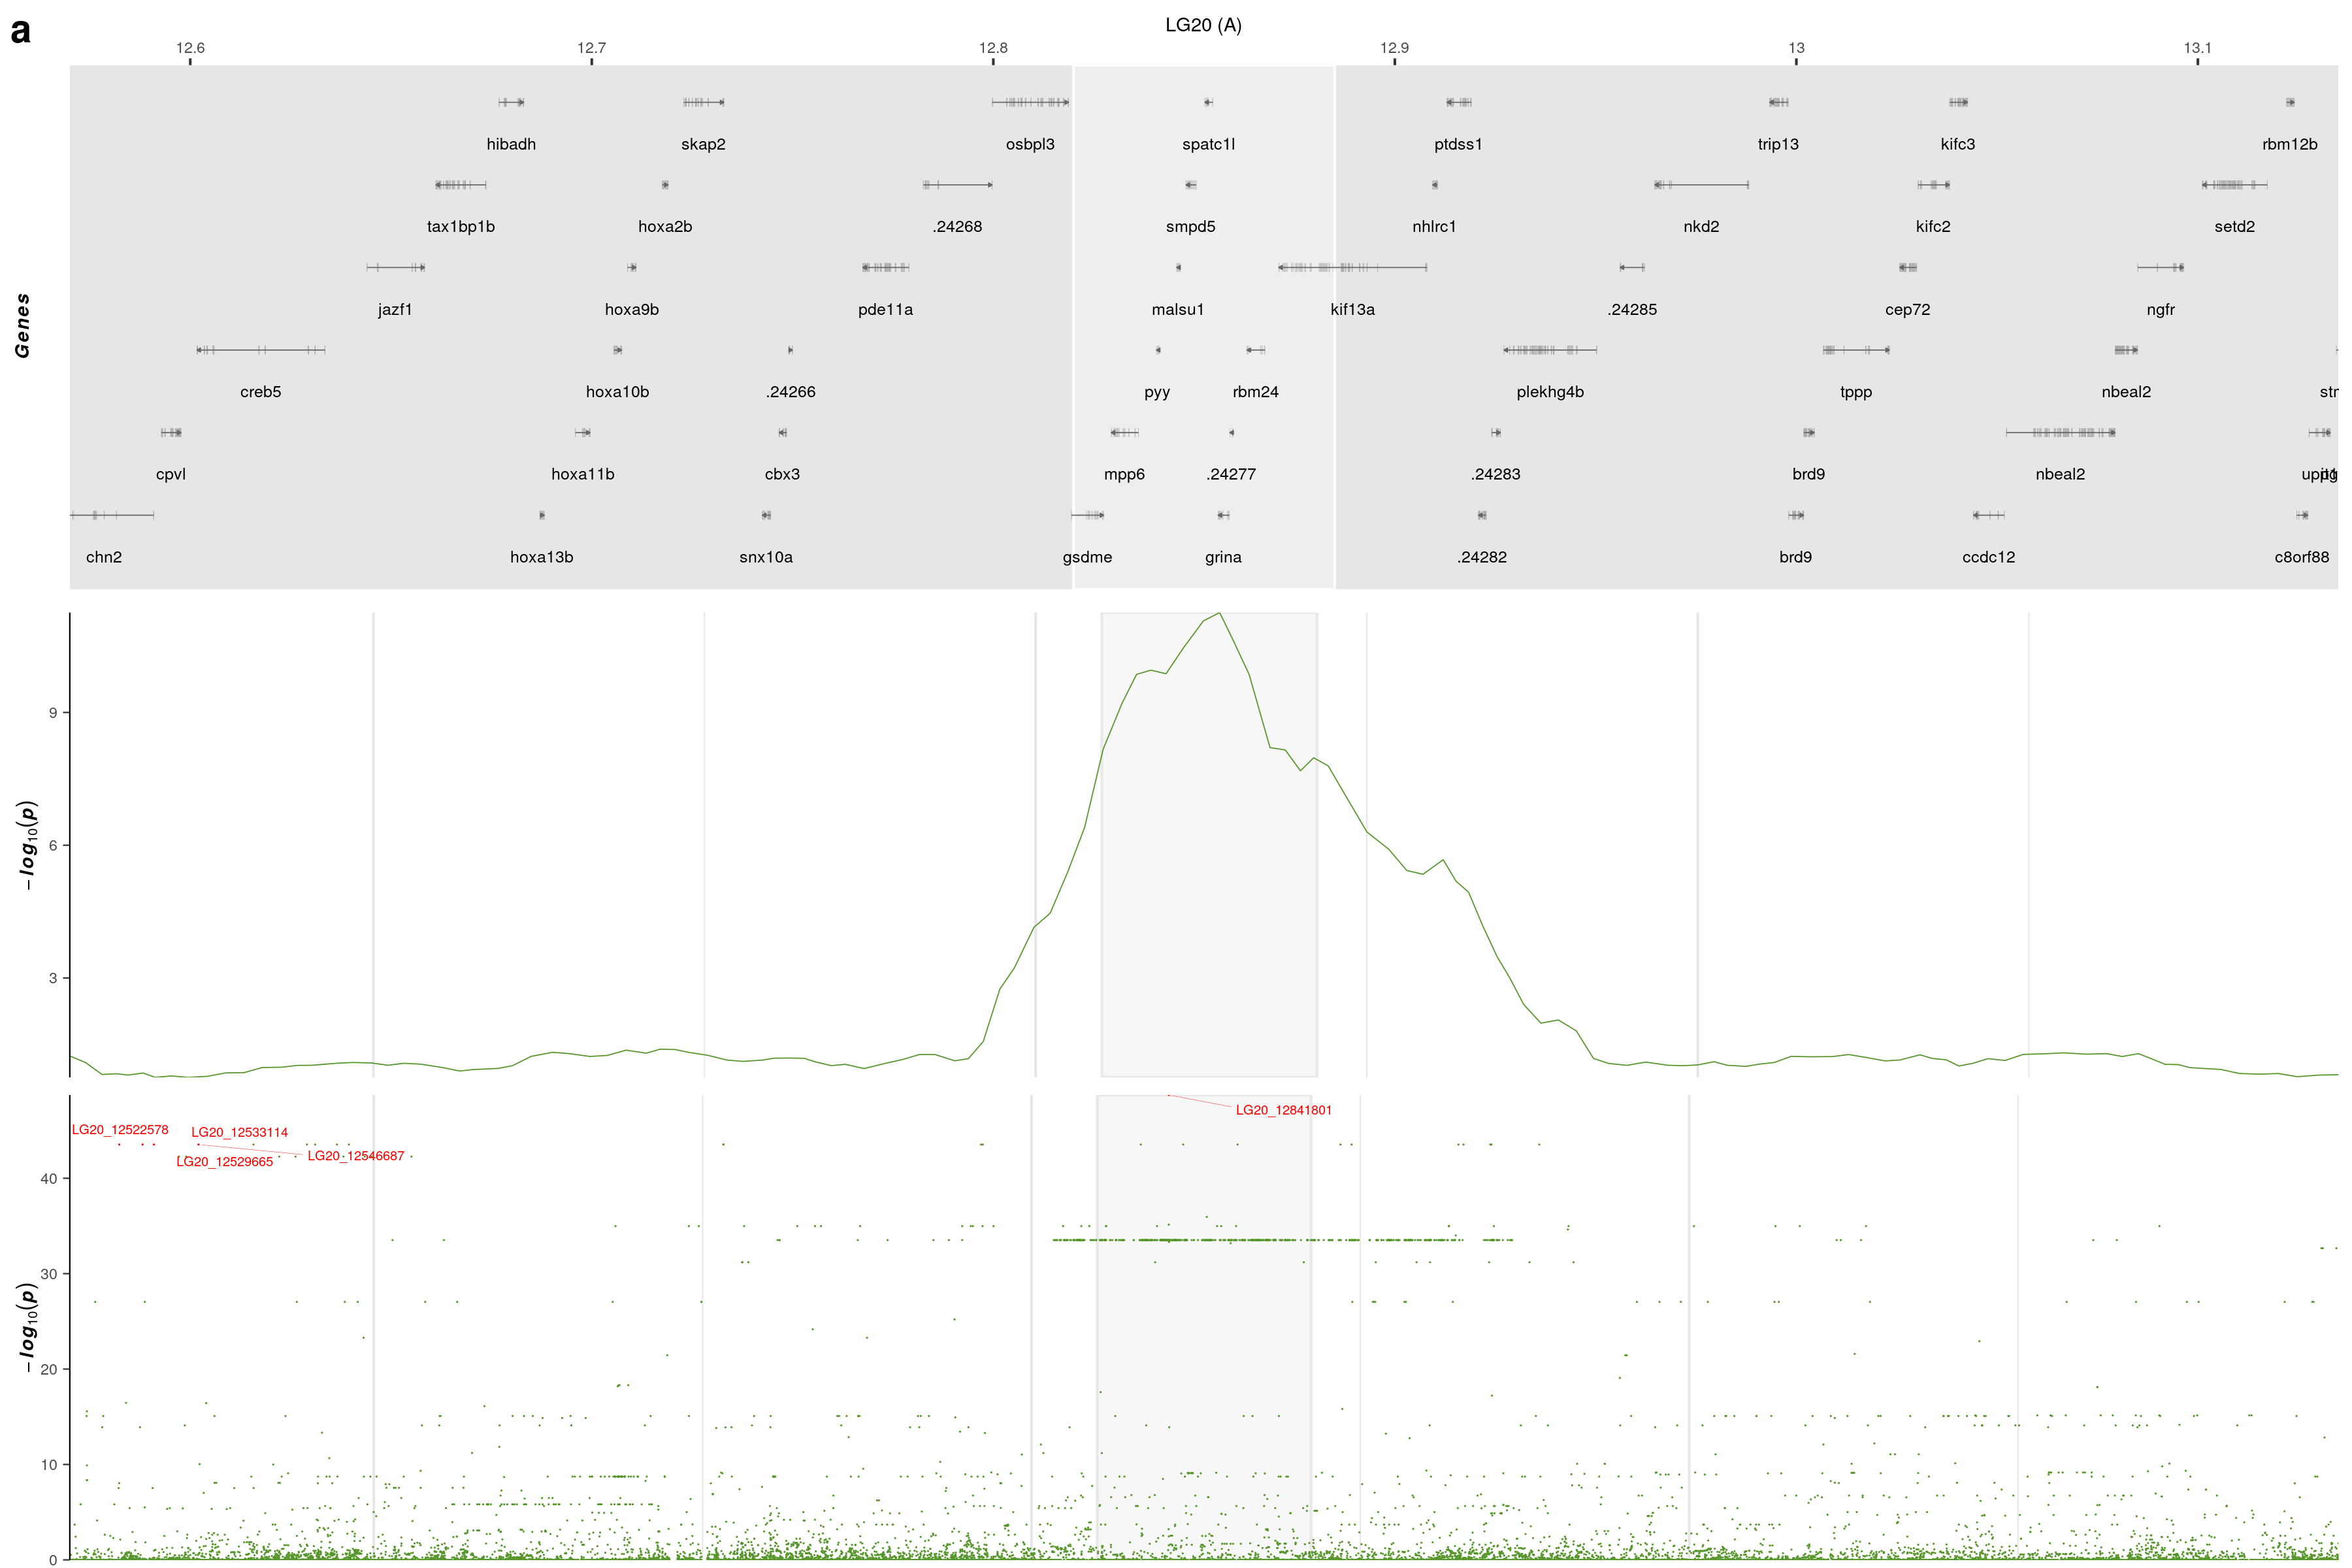 a
LG20 (A)
12.6 12.7 12.8 12.9 13 13.1
Genes
hibadh skap2 osbpl3 spatc1l ptdss1 trip13 kifc3 rbm12b
tax1bp1b hoxa2b .24268 smpd5 nhlrc1 nkd2 kifc2 setd2
jazf1 hoxa9b pde11a malsu1 kif13a .24285 cep72 ngfr
creb5 hoxa10b .24266 pyy rbm24 plekhg4b tppp nbeal2 str
cpvl hoxa11b cbx3 mpp6 .24277 .24283 brd9 nbeal2
chn2 hoxa13b snx10a gsdme grina .24282 brd9 ccdc12 c8orf88
−log10(p)
9
6
3
−log10(p)
LG20_12841801
LG20_12522578 LG20_12533114
LG20_12529665 LG20_12546687
40
30
20
10
0